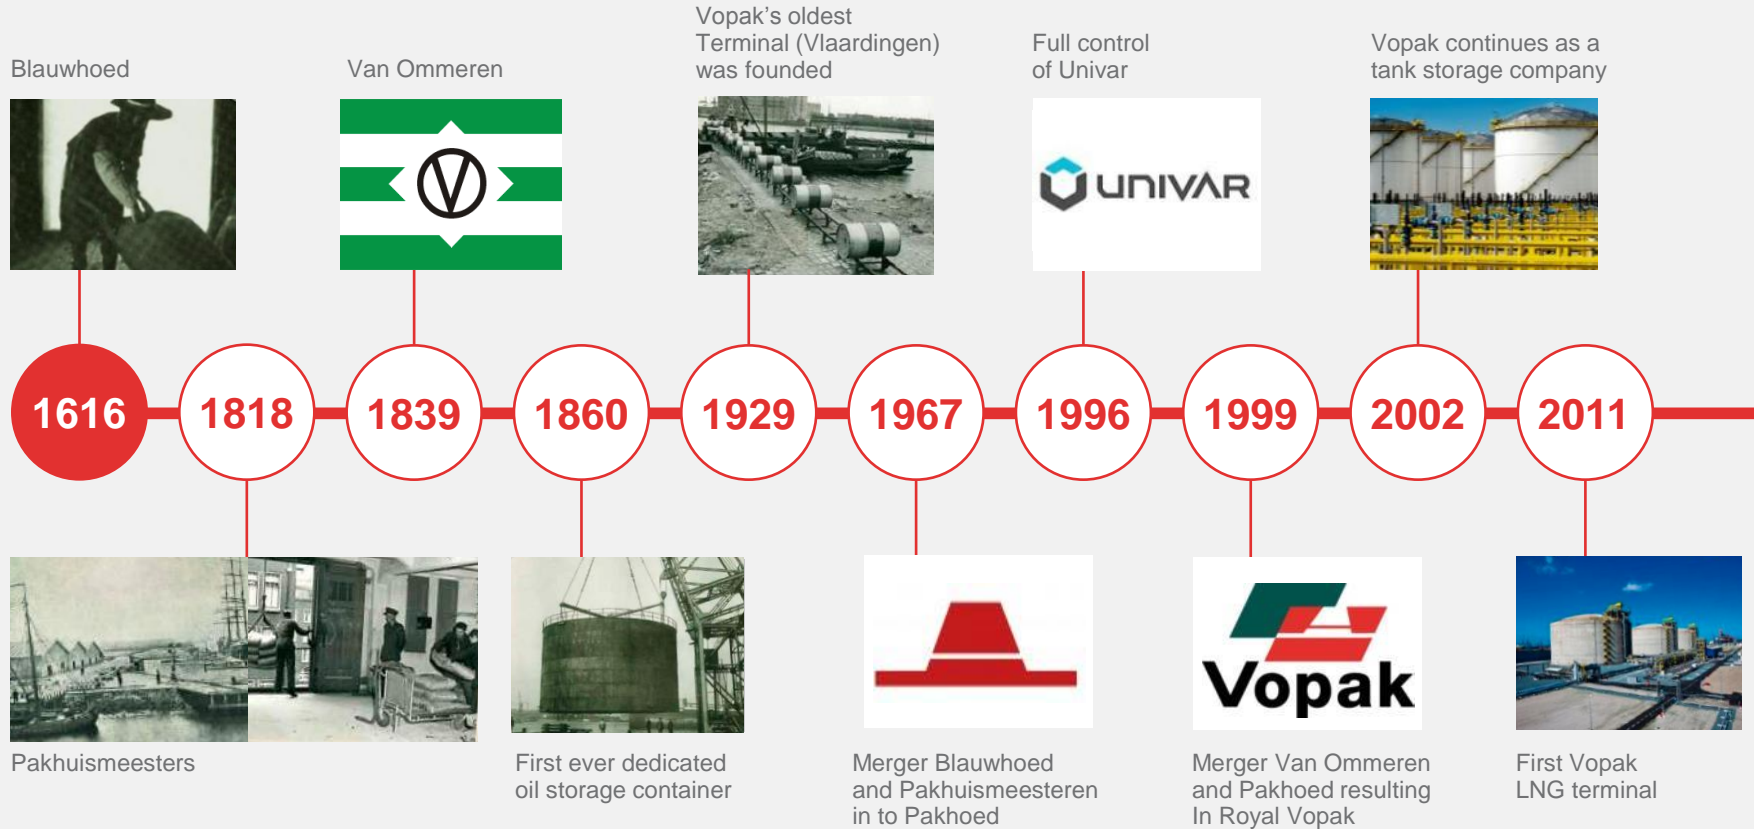 Blauwhoed
Van Ommeren
Vopak’s oldest
Terminal (Vlaardingen)
was founded
Full control
of Univar
Vopak continues as a
tank storage company
V
UNIVAR
1616
1818
1839
1860
1929
1967
1996
1999
2002
2011
Vopak
Pakhuismeesters
First ever dedicated
oil storage container
Merger Blauwhoed
and Pakhuismeesteren
in to Pakhoed
Merger Van Ommeren
and Pakhoed resulting
In Royal Vopak
First Vopak
LNG terminal